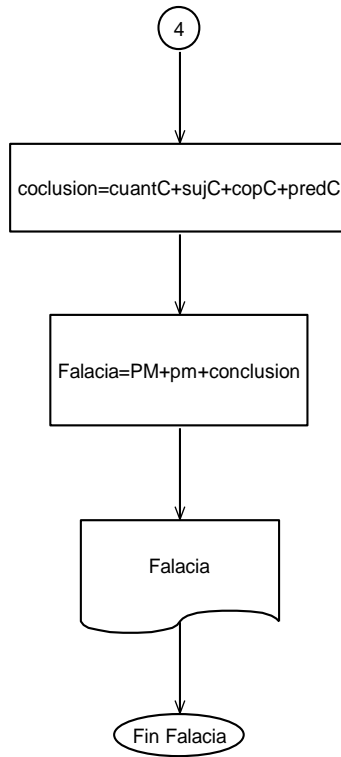 4
coclusion=cuantC+sujC+copC+predC
Falacia=PM+pm+conclusion
Falacia
Fin Falacia